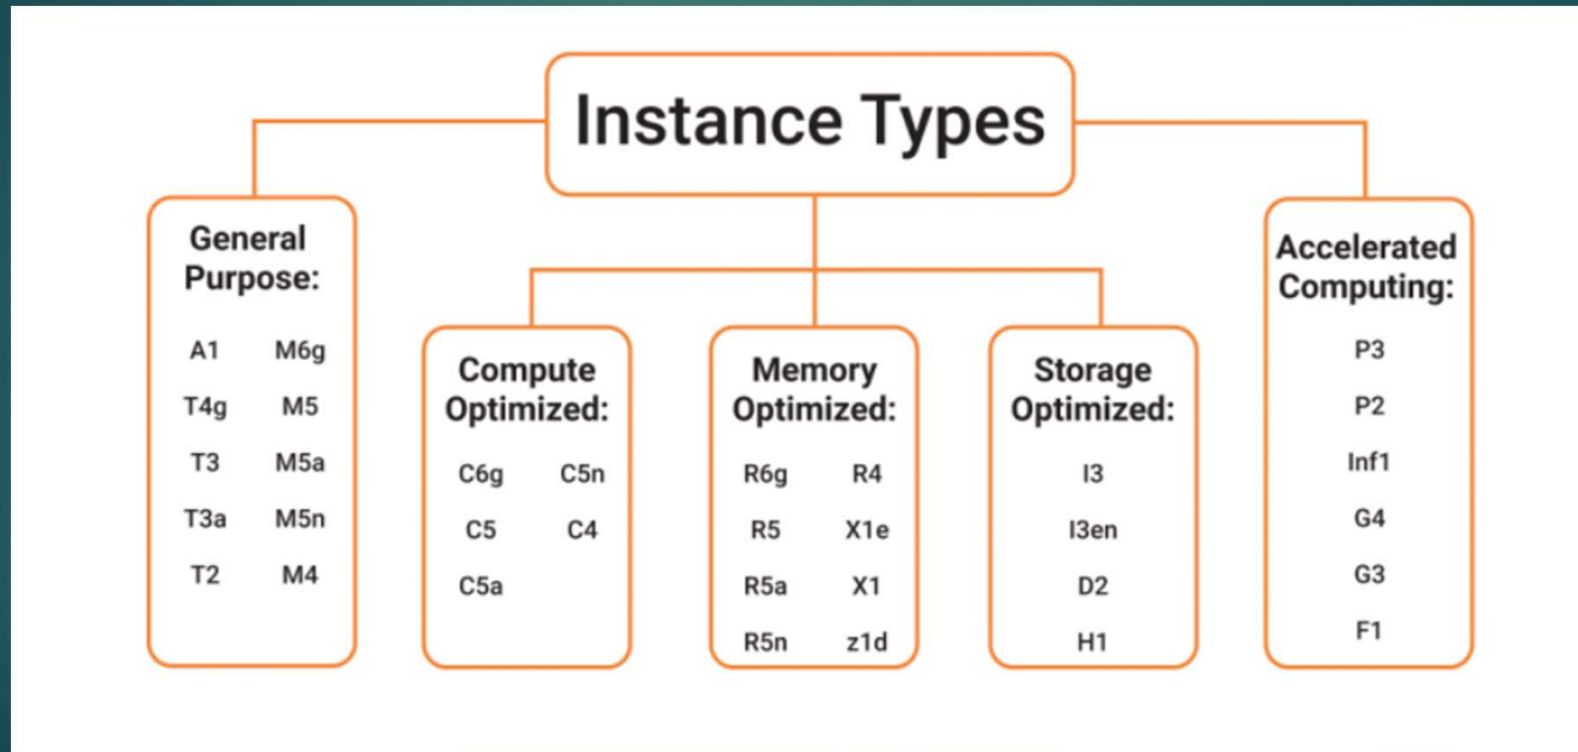 Instance Types
General
Purpose:
A1 M6g
T4g M5
T3 M5a
T3a M5n
T2 M4
Compute
Optimized:
C6g C5n
C5 C4
C5a
Memory
Optimized:
R6g R4
R5 X1e
R5a X1
R5n z1d
Storage
Optimized:
I3
I3en
D2
H1
Accelerated
Computing:
P3
P2
Inf1
G4
G3
F1